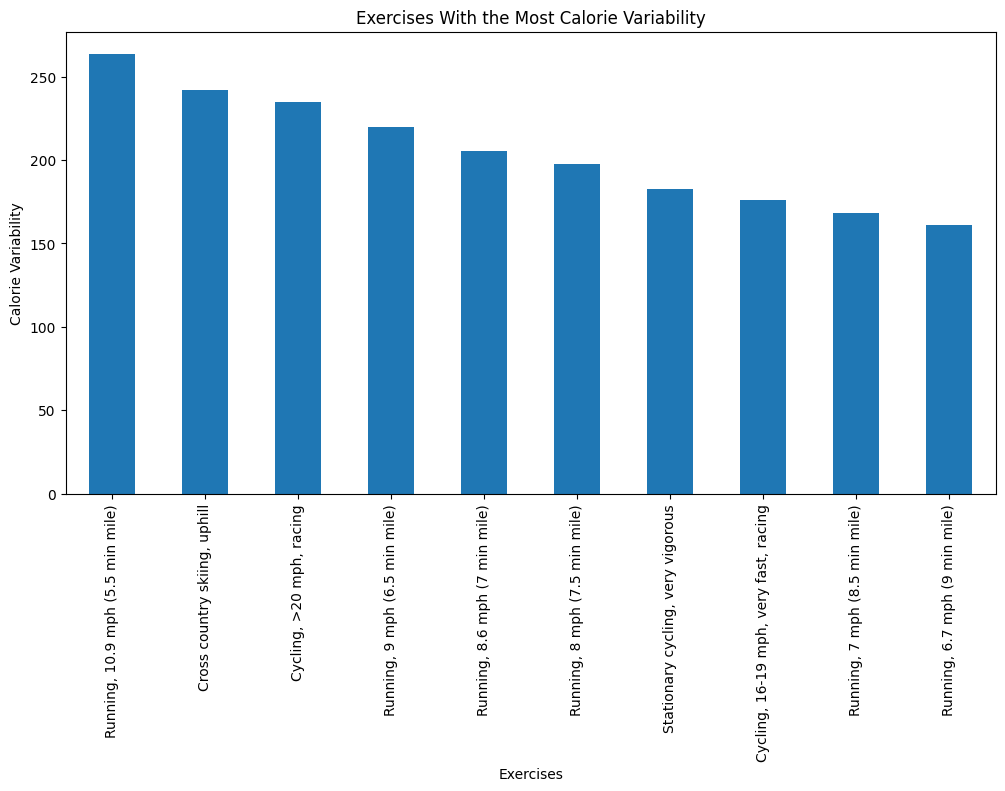 Exercises With the Most Calorie Variability
Calorie Variability
250
200
150
100
50
0
Running, 10.9 mph (5.5 min mile)
Cross country skiing, uphill
Cycling, >20 mph, racing
Running, 9 mph (6.5 min mile)
Running, 8.6 mph (7 min mile)
Running, 8 mph (7.5 min mile)
Stationary cycling, very vigorous
Cycling, 16-19 mph, very fast, racing
Running, 7 mph (8.5 min mile)
Running, 6.7 mph (9 min mile)
Exercises